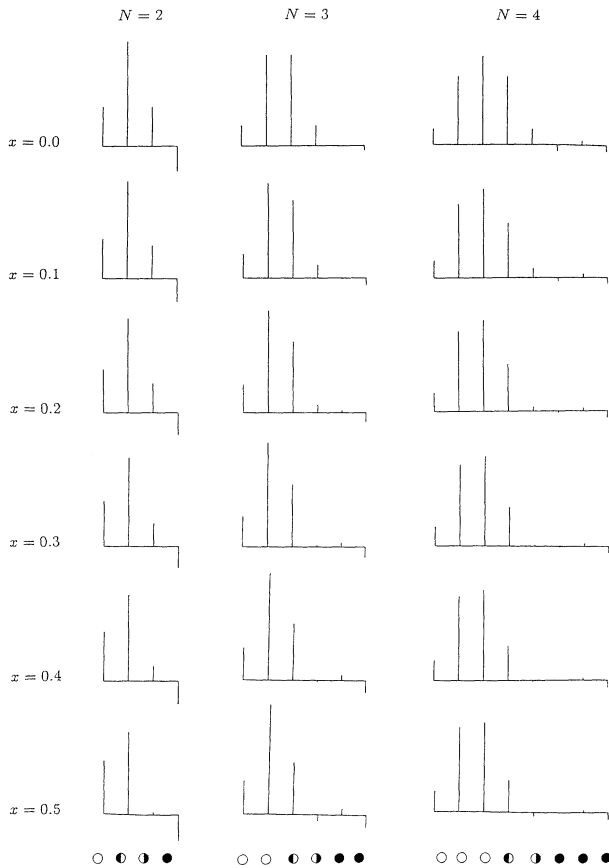 N = 2 N = 3 N = 4
x = 0.0
x = 0.1
x = 0.2
x = 0.3
x = 0.4
x = 0.5